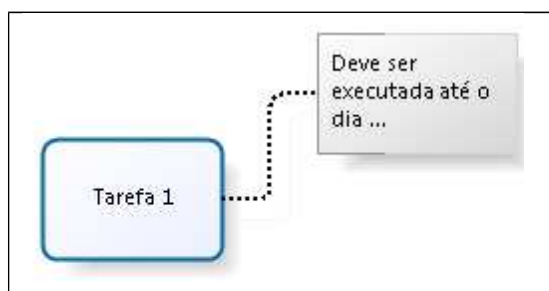 Deve ser
executada até o
dia ...
Tarefa 1